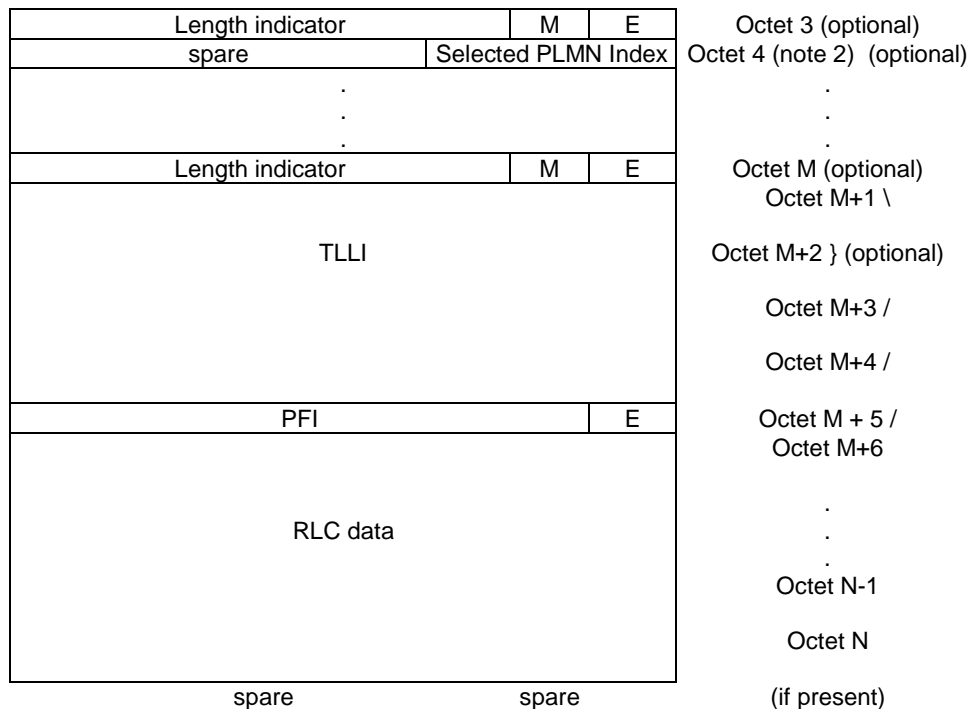 Length indicator M E Octet 3 (optional)
spare Selected PLMN Index Octet 4 (note 2) (optional)
. .
. .
. .
Length indicator M E Octet M (optional)
Octet M+1 \
TLLI Octet M+2 } (optional)
Octet M+3 /
Octet M+4 /
PFI E Octet M + 5 /
Octet M+6
.
RLC data .
.
Octet N-1
Octet N
spare spare (if present)